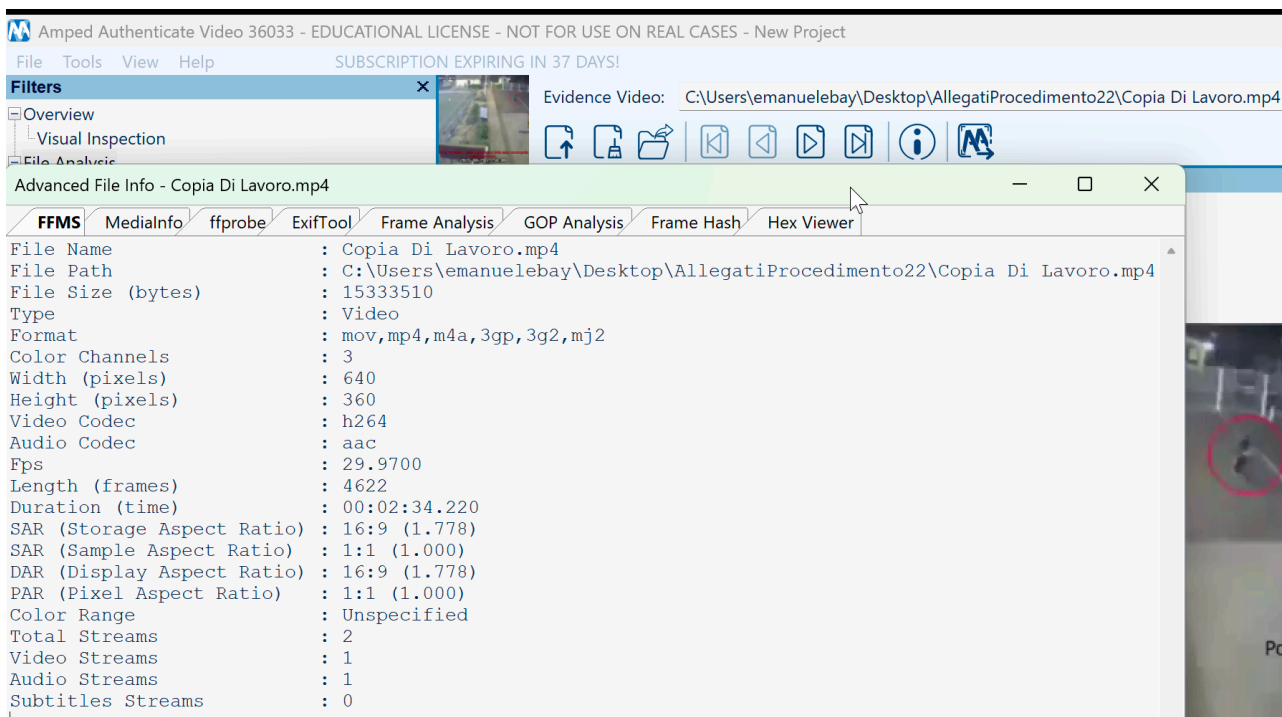 Amped Authenticate Video 36033 - EDUCATIONAL LICENSE - NOT FOR USE ON REAL CASES - New Project
File Tools View Help SUBSCRIPTION EXPIRING IN 37 DAYS!
Filters
Evidence Video: C:\Users\emanuelebay\Desktop\AllegatiProcedimento22\Copia Di Lavoro.mp4
Overview
Visual Inspection
File Analysis
Advanced File Info - Copia Di Lavoro.mp4
FFMS MediaInfo ffprobe ExifTool Frame Analysis GOP Analysis Frame Hash Hex Viewer
File Name : Copia Di Lavoro.mp4
File Path : C:\Users\emanuelebay\Desktop\AllegatiProcedimento22\Copia Di Lavoro.mp4
File Size (bytes) : 15333510
Type : Video
Format : mov,mp4,m4a,3gp,3g2,mj2
Color Channels : 3
Width (pixels) : 640
Height (pixels) : 360
Video Codec : h264
Audio Codec : aac
Fps : 29.9700
Length (frames) : 4622
Duration (time) : 00:02:34.220
SAR (Storage Aspect Ratio) : 16:9 (1.778)
SAR (Sample Aspect Ratio) : 1:1 (1.000)
DAR (Display Aspect Ratio) : 16:9 (1.778)
PAR (Pixel Aspect Ratio) : 1:1 (1.000)
Color Range : Unspecified
Total Streams : 2
Video Streams : 1
Audio Streams : 1
Subtitles Streams : 0